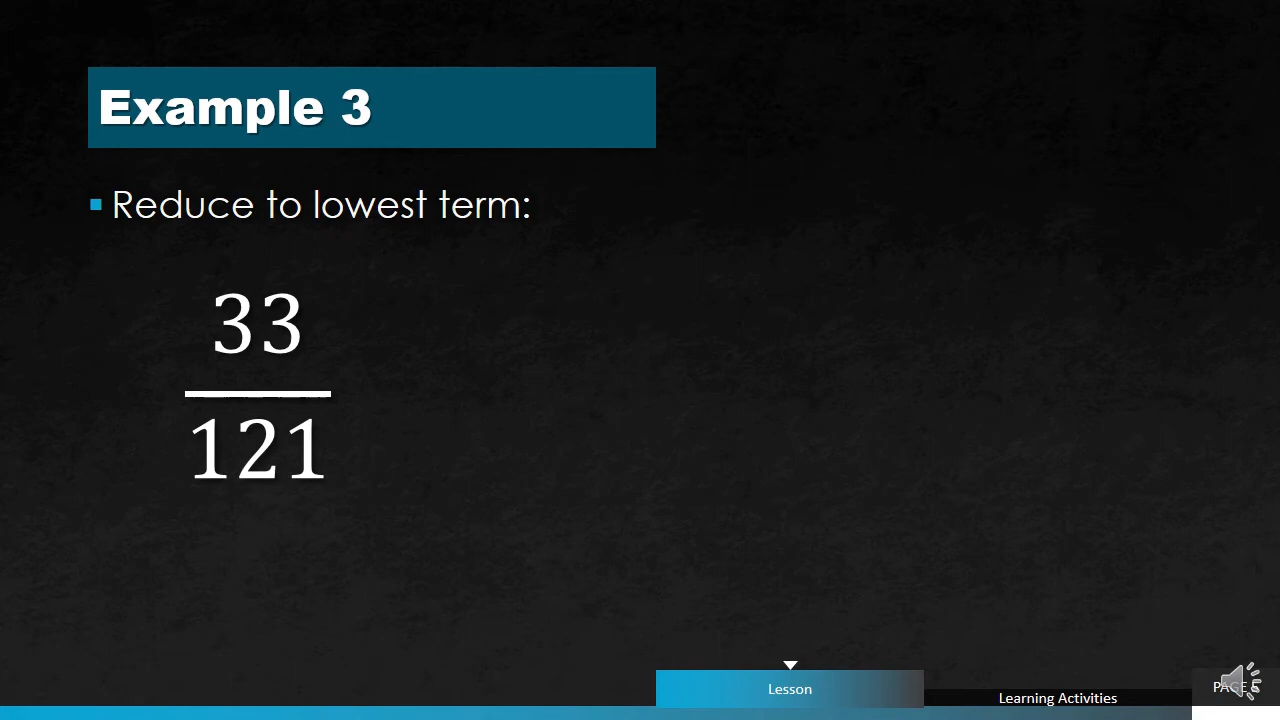 Example 3
Reduce to lowest term:
33
121
Lesson
Learning Activities